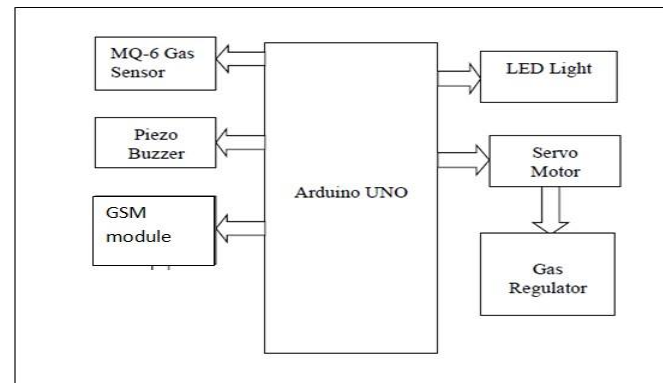 MQ-6 Gas
Sensor
Piezo
Buzzer
GSM
module
Arduino UNO
LED Light
Servo
Motor
Gas
Regulator